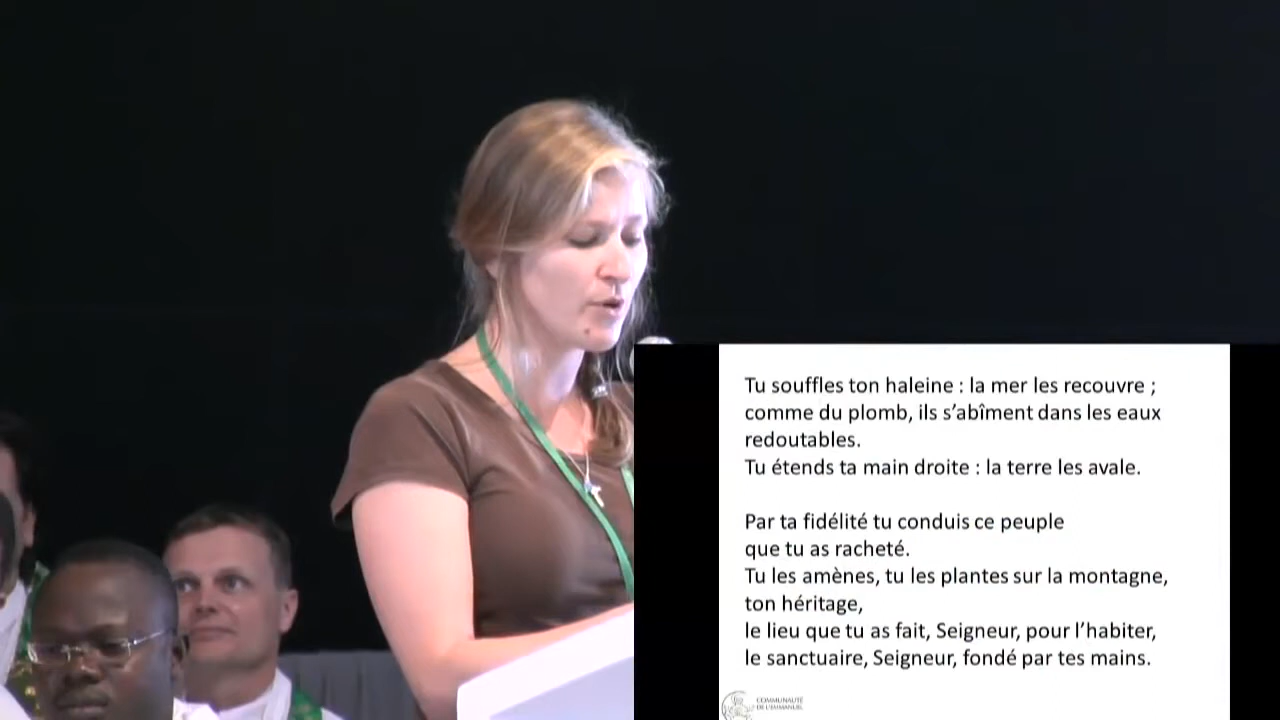 Tu souffles ton haleine : la mer les recouvre ;
comme du plomb, ils s’abîment dans les eaux
redoutables.
Tu étends ta main droite : la terre les avale.
Par ta fidélité tu conduis ce peuple
que tu as racheté.
Tu les amènes, tu les plantes sur la montagne,
ton héritage,
le lieu que tu as fait, Seigneur, pour l’habiter,
le sanctuaire, Seigneur, fondé par tes mains.
COMMUNAUTÉ
DE L'EMMANUEL